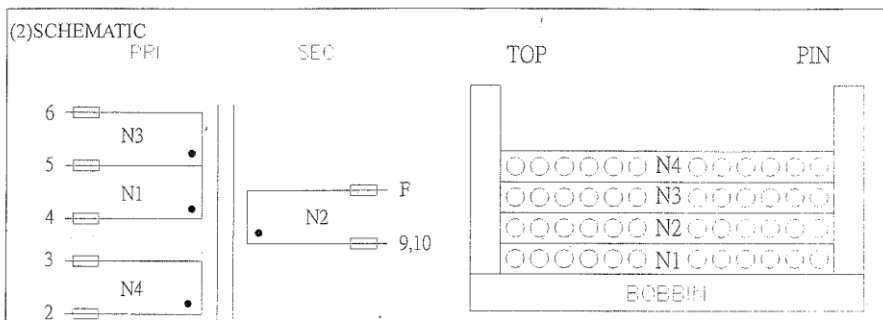 (2)SCHEMATIC
PRI SEC TOP PIN
6
N3
5
N1
4
3
N4
2
F
N2
9,10
N4
N3
N2
N1
BOBBIN